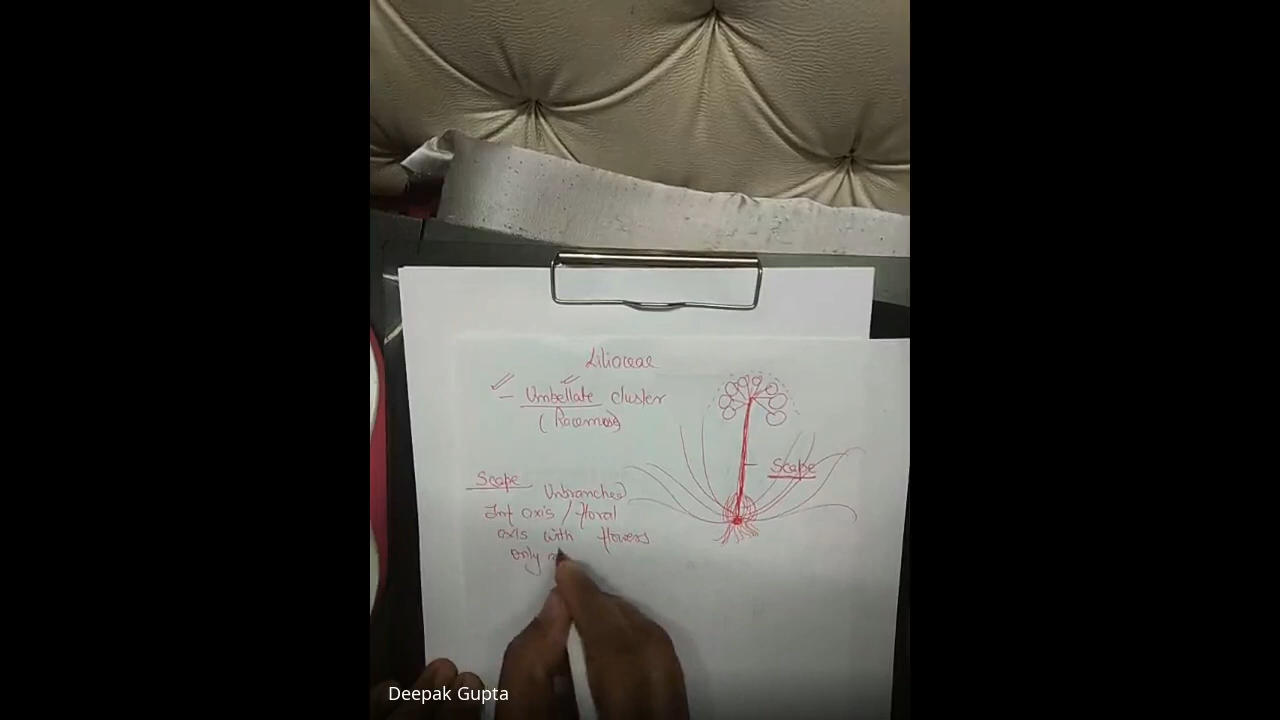 Liliaceae
– Umbellate cluster
(Racemose)
Scape
Scape Unbranched
Inf axis / floral
axis with flowers
only
Deepak Gupta